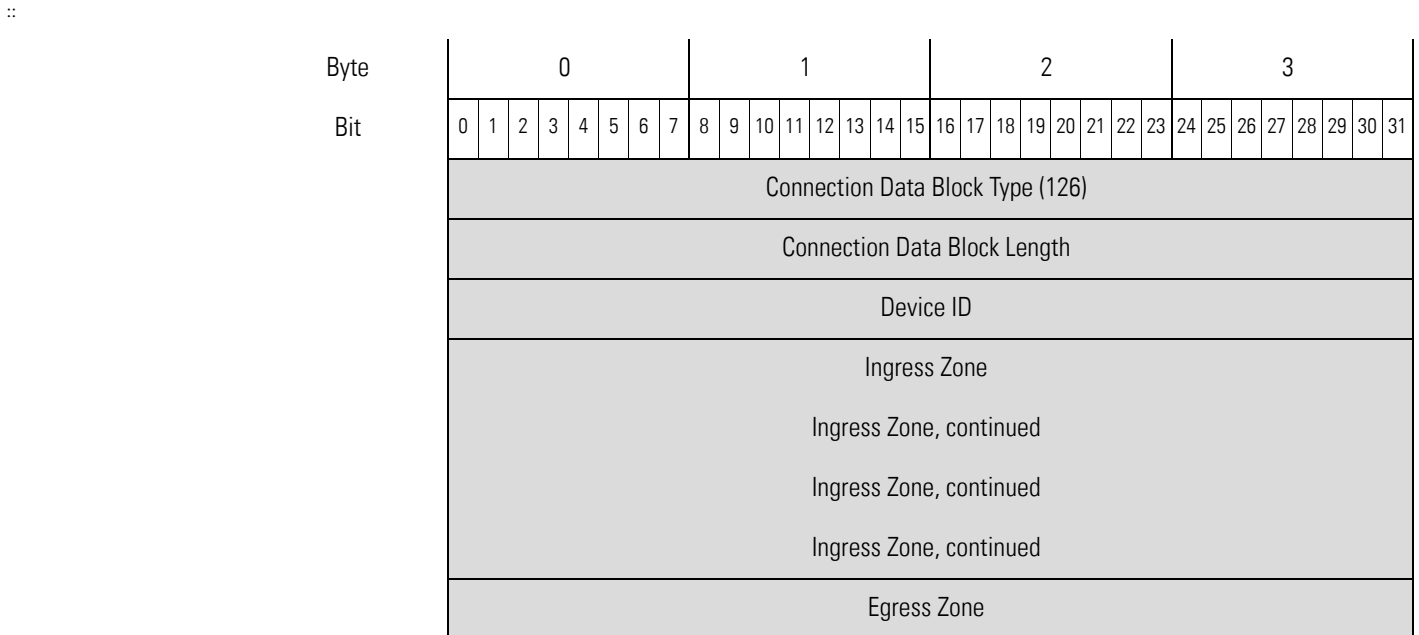 ::
Byte 0 1 2 3
Bit 0 1 2 3 4 5 6 7 8 9 10 11 12 13 14 15 16 17 18 19 20 21 22 23 24 25 26 27 28 29 30 31
Connection Data Block Type (126)
Connection Data Block Length
Device ID
Ingress Zone
Ingress Zone, continued
Ingress Zone, continued
Ingress Zone, continued
Egress Zone